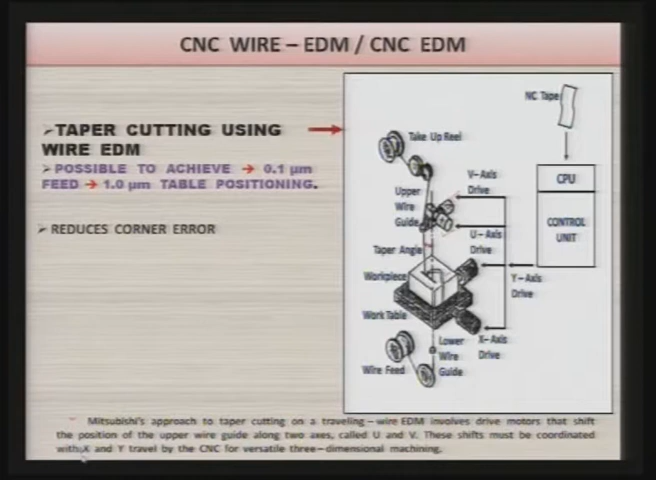 CNC WIRE – EDM / CNC EDM
➢TAPER CUTTING USING
WIRE EDM
➢POSSIBLE TO ACHIEVE → 0.1 µm
FEED → 1.0 µm TABLE POSITIONING.
➢ REDUCES CORNER ERROR
NC Tape
Take Up Reel
V–Axis
Drive
CPU
Upper
Wire
Guide
CONTROL
UNIT
U–Axis
Drive
Taper Angle
Workpiece
Y–Axis
Drive
Work Table
Lower
Wire
Guide
X–Axis
Drive
Wire Feed
Mitsubishi's approach to taper cutting on a traveling–wire EDM involves drive motors that shift
the position of the upper wire guide along two axes, called U and V. These shifts must be coordinated
with X and Y travel by the CNC for versatile three–dimensional machining.